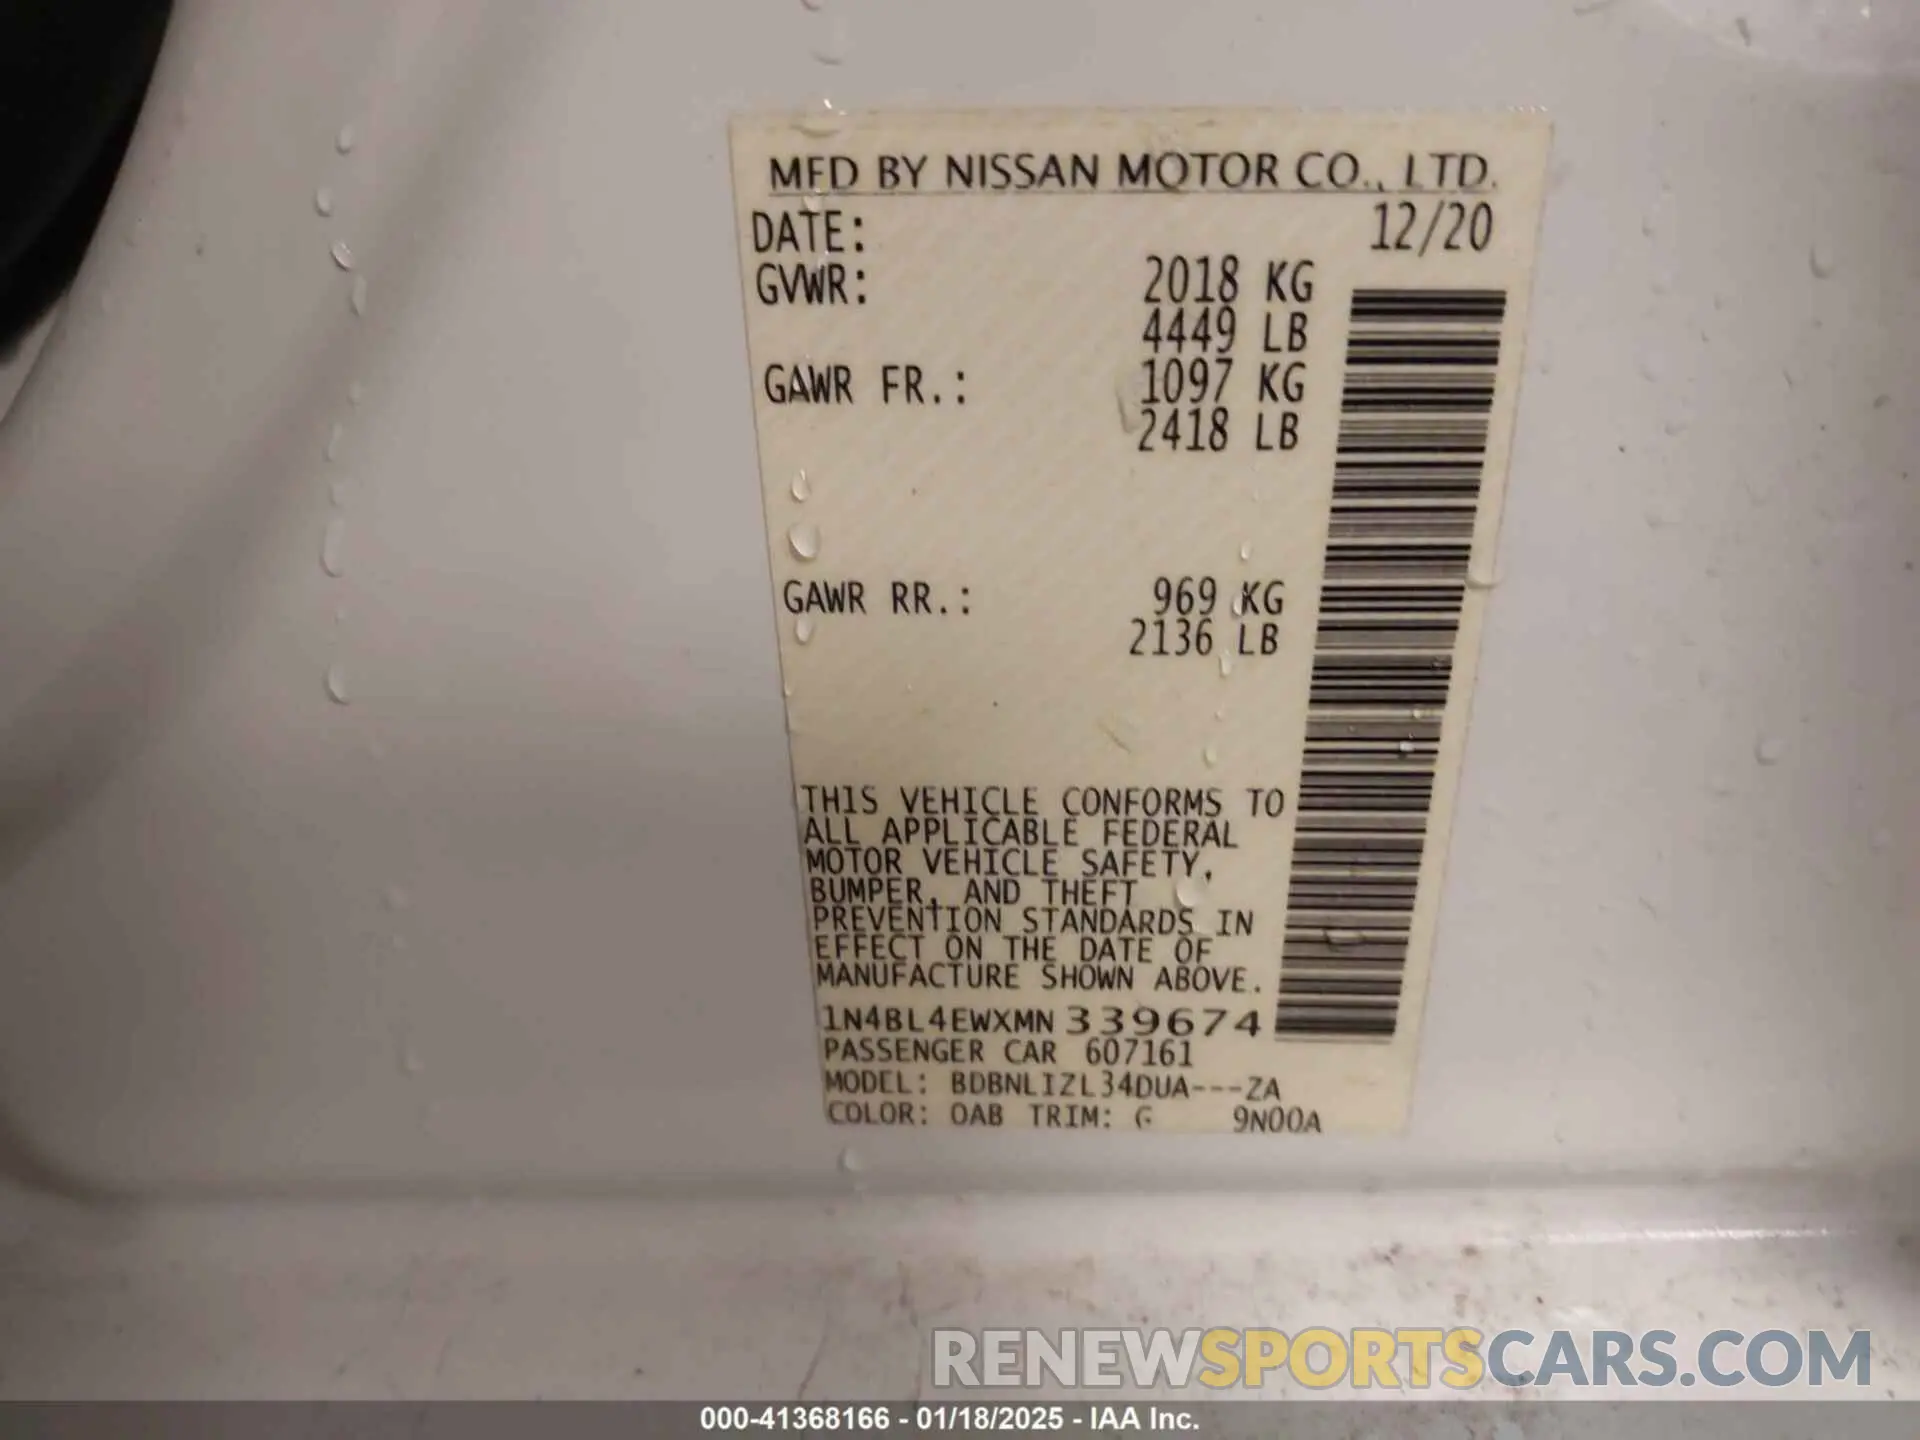 MFD BY NISSAN MOTOR CO., LTD.
DATE: 12/20
GVWR: 2018 KG
4449 LB
GAWR FR.: 1097 KG
2418 LB
GAWR RR.: 969 KG
2136 LB
THIS VEHICLE CONFORMS TO
ALL APPLICABLE FEDERAL
MOTOR VEHICLE SAFETY,
BUMPER, AND THEFT
PREVENTION STANDARDS IN
EFFECT ON THE DATE OF
MANUFACTURE SHOWN ABOVE.
1N4BL4EWXMN339674
PASSENGER CAR 607161
MODEL: BDBNLIZL34DUA---ZA
COLOR: QAB TRIM: G 9N00A
RENEWSPORTSCARS.COM
000-41368166 - 01/18/2025 - IAA Inc.